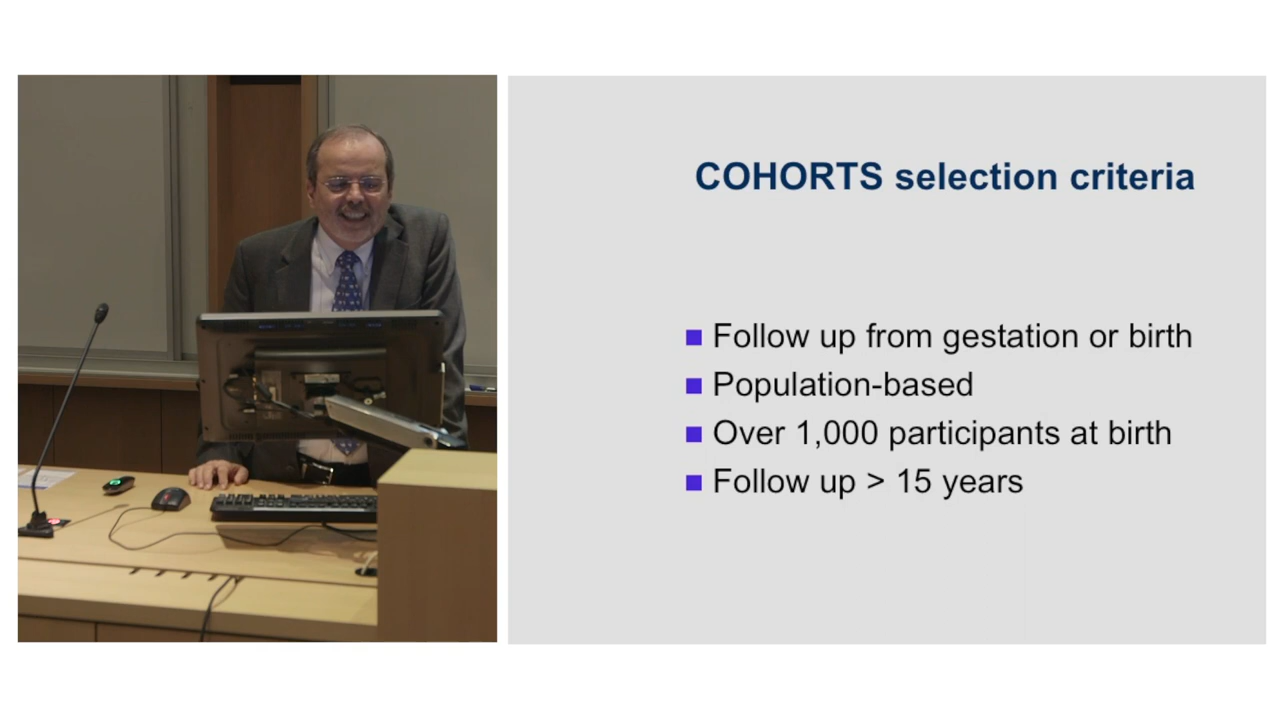 COHORTS selection criteria
Follow up from gestation or birth
Population-based
Over 1,000 participants at birth
Follow up > 15 years